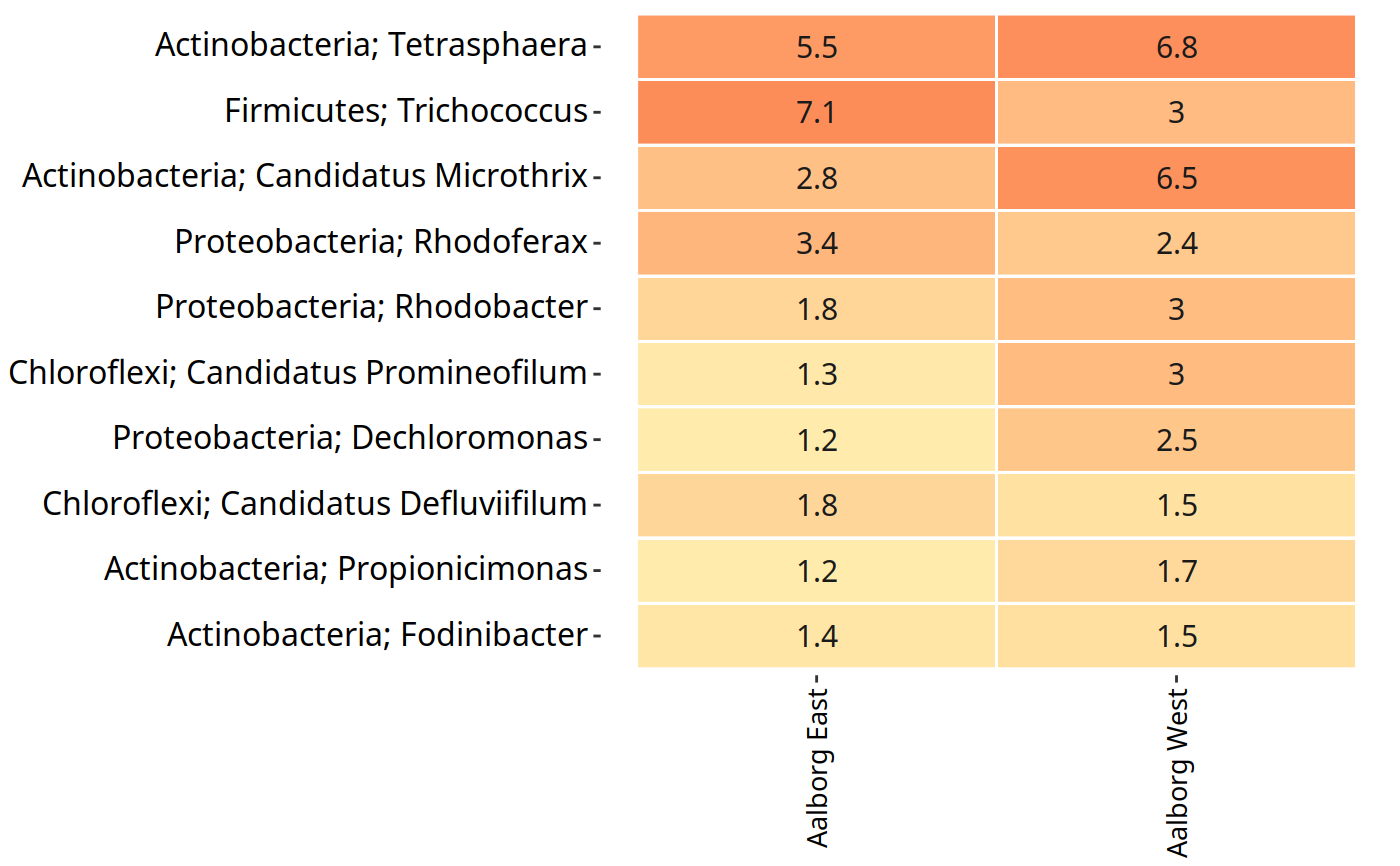 Actinobacteria; Tetrasphaera 5.5 6.8
Firmicutes; Trichococcus 7.1 3
Actinobacteria; Candidatus Microthrix 2.8 6.5
Proteobacteria; Rhodoferax 3.4 2.4
Proteobacteria; Rhodobacter 1.8 3
Chloroflexi; Candidatus Promineofilum 1.3 3
Proteobacteria; Dechloromonas 1.2 2.5
Chloroflexi; Candidatus Defluviifilum 1.8 1.5
Actinobacteria; Propionicimonas 1.2 1.7
Actinobacteria; Fodinibacter 1.4 1.5
Aalborg East
Aalborg West